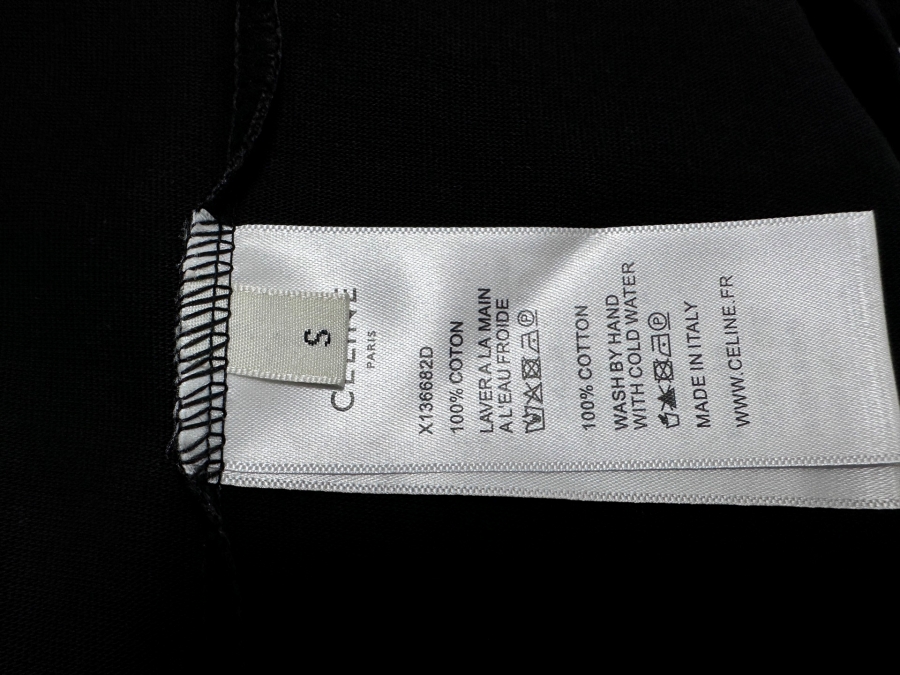 S
CELINE
PARIS
X136682D
100% COTON
LAVER A LA MAIN
A L'EAU FROIDE
100% COTTON
WASH BY HAND
WITH COLD WATER
MADE IN ITALY
WWW.CELINE.FR